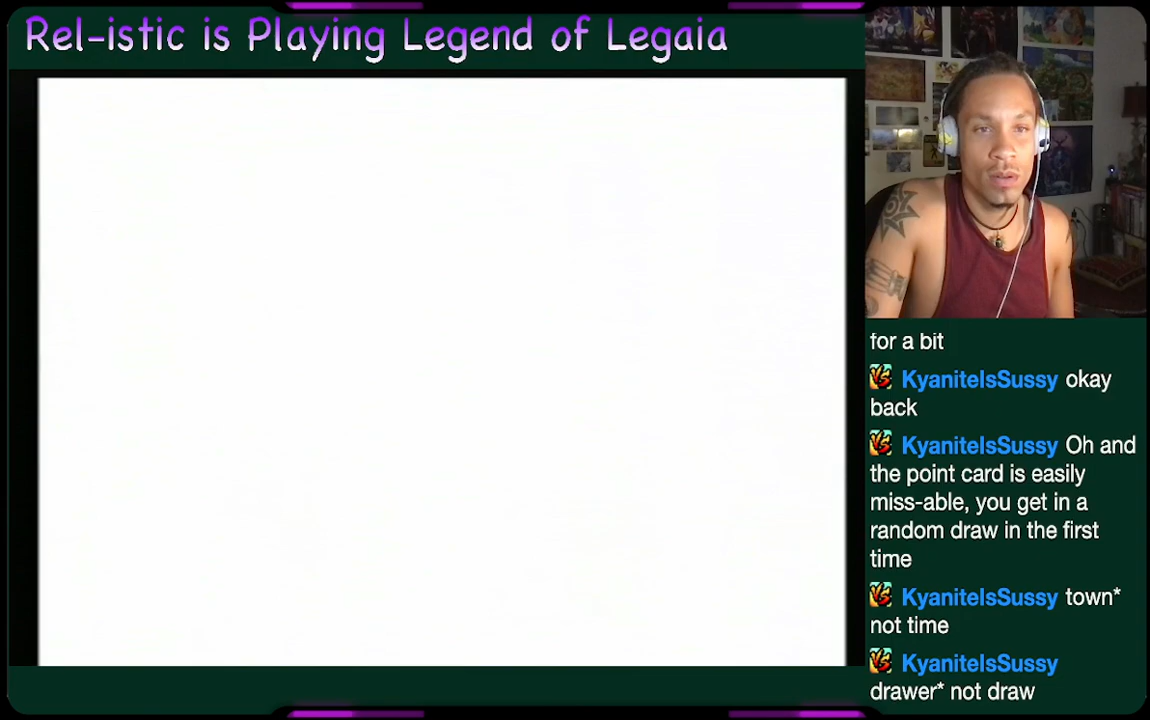 Rel-istic is Playing Legend of Legaia
for a bit
KyaniteIsSussy okay
back
KyaniteIsSussy Oh and
the point card is easily
miss-able, you get in a
random draw in the first
time
KyaniteIsSussy town*
not time
KyaniteIsSussy
drawer* not draw